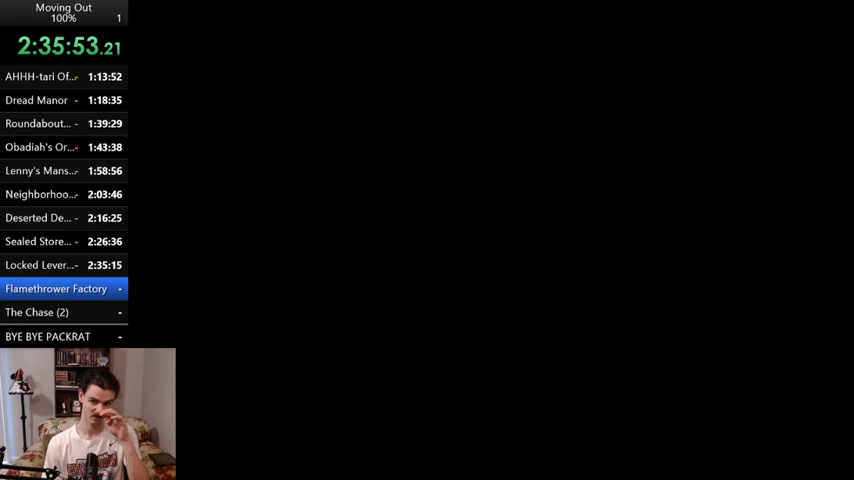 Moving Out
100% 1
2:35:53.21
AHHH-tari Of... - 1:13:52
Dread Manor - 1:18:35
Roundabout... - 1:39:29
Obadiah's Or... - 1:43:38
Lenny's Mans... - 1:58:56
Neighborhoo... - 2:03:46
Deserted De... - 2:16:25
Sealed Store... - 2:26:36
Locked Lever... - 2:35:15
Flamethrower Factory -
The Chase (2) -
BYE BYE PACKRAT -